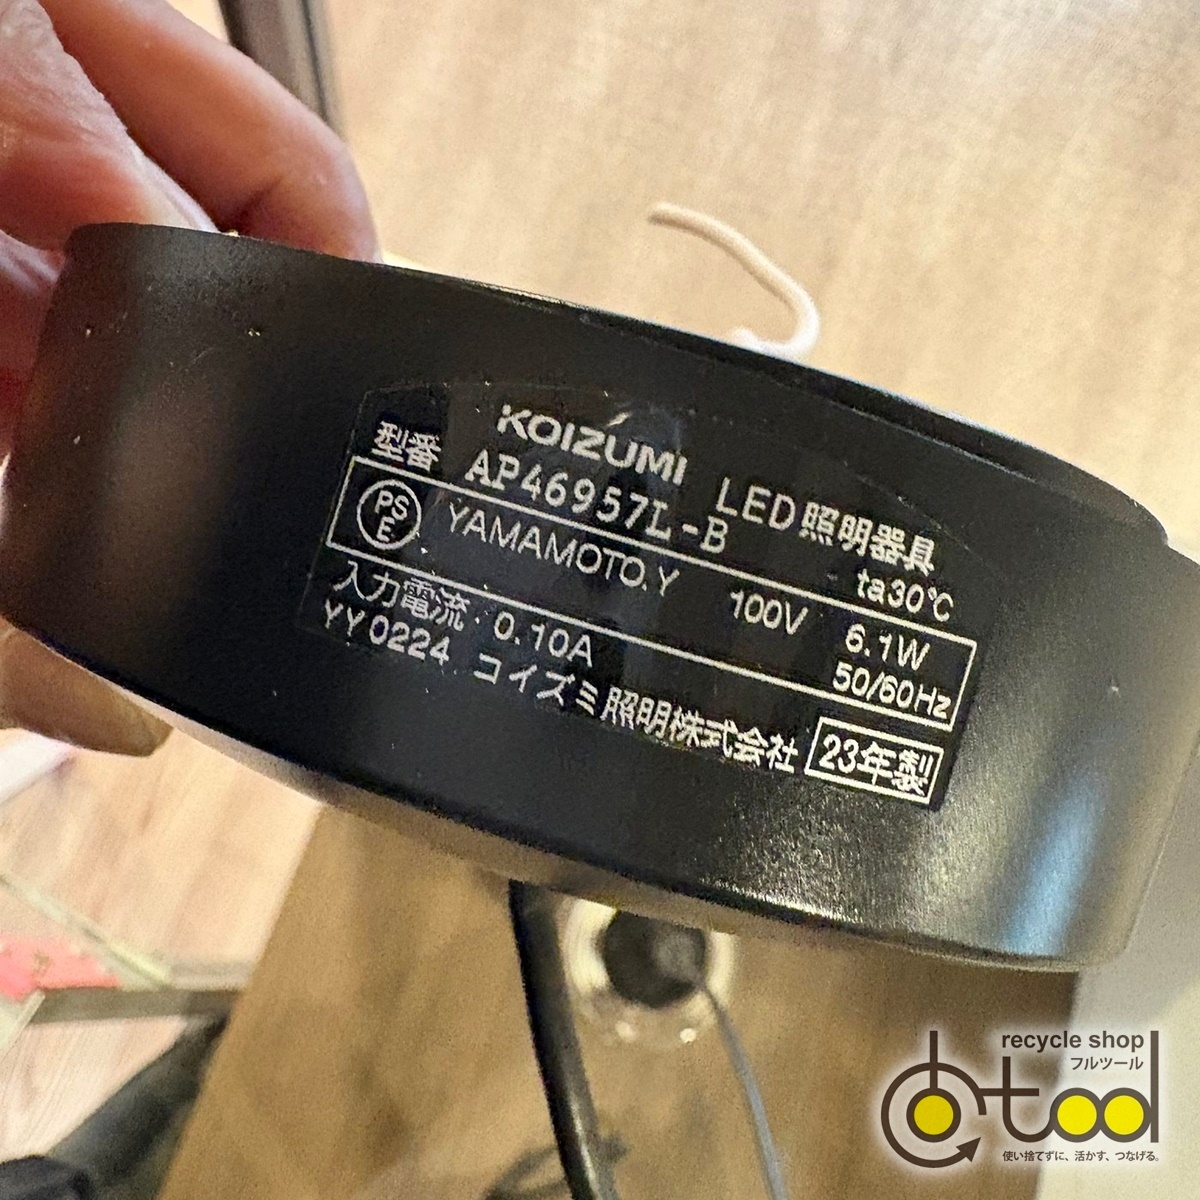 KOIZUMI LED照明器具
型番 AP46957L-B ta30℃
PSE YAMAMOTO.Y 100V 6.1W
50/60Hz
入力電流:0.10A
YY0224 コイズミ照明株式会社 23年製
recycle shop
フルツール
tool
使い捨てずに、活かす、つなげる。